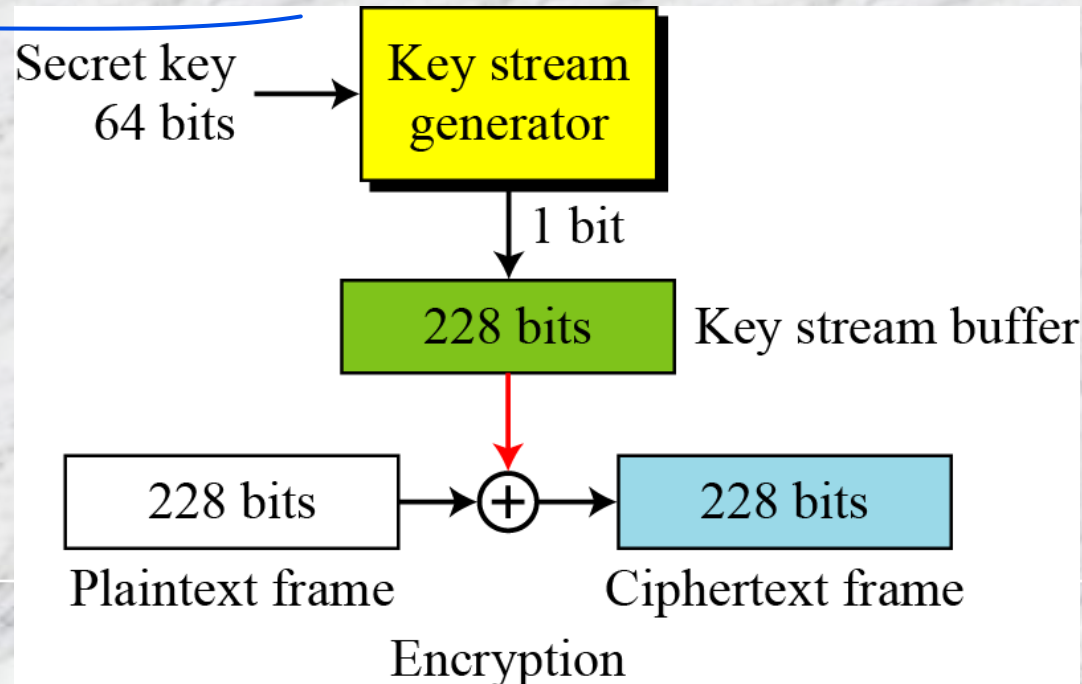 Secret key
64 bits
Key stream
generator
1 bit
228 bits
Key stream buffer
228 bits
+
228 bits
Plaintext frame
Ciphertext frame
Encryption